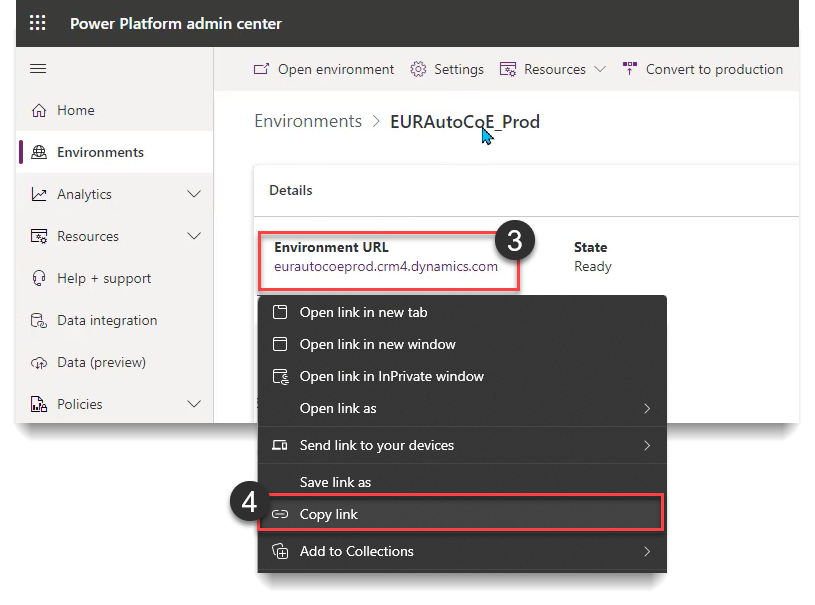 Power Platform admin center
Open environment Settings Resources Convert to production
Home
Environments
Analytics
Resources
Help + support
Data integration
Data (preview)
Policies
Environments > EURAutoCoE_Prod
Details
Environment URL
eurautocoeprod.crm4.dynamics.com
3
State
Ready
Open link in new tab
Open link in new window
Open link in InPrivate window
Open link as
Send link to your devices
Save link as
4
Copy link
Add to Collections